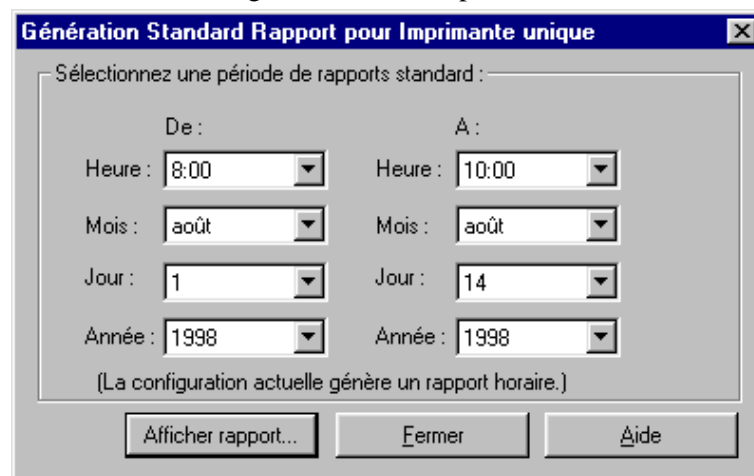 Génération Standard Rapport pour Imprimante unique
Sélectionnez une période de rapports standard :
De : A :
Heure : 8:00 Heure : 10:00
Mois : août Mois : août
Jour : 1 Jour : 14
Année : 1998 Année : 1998
(La configuration actuelle génère un rapport horaire.)
Afficher rapport... Fermer Aide